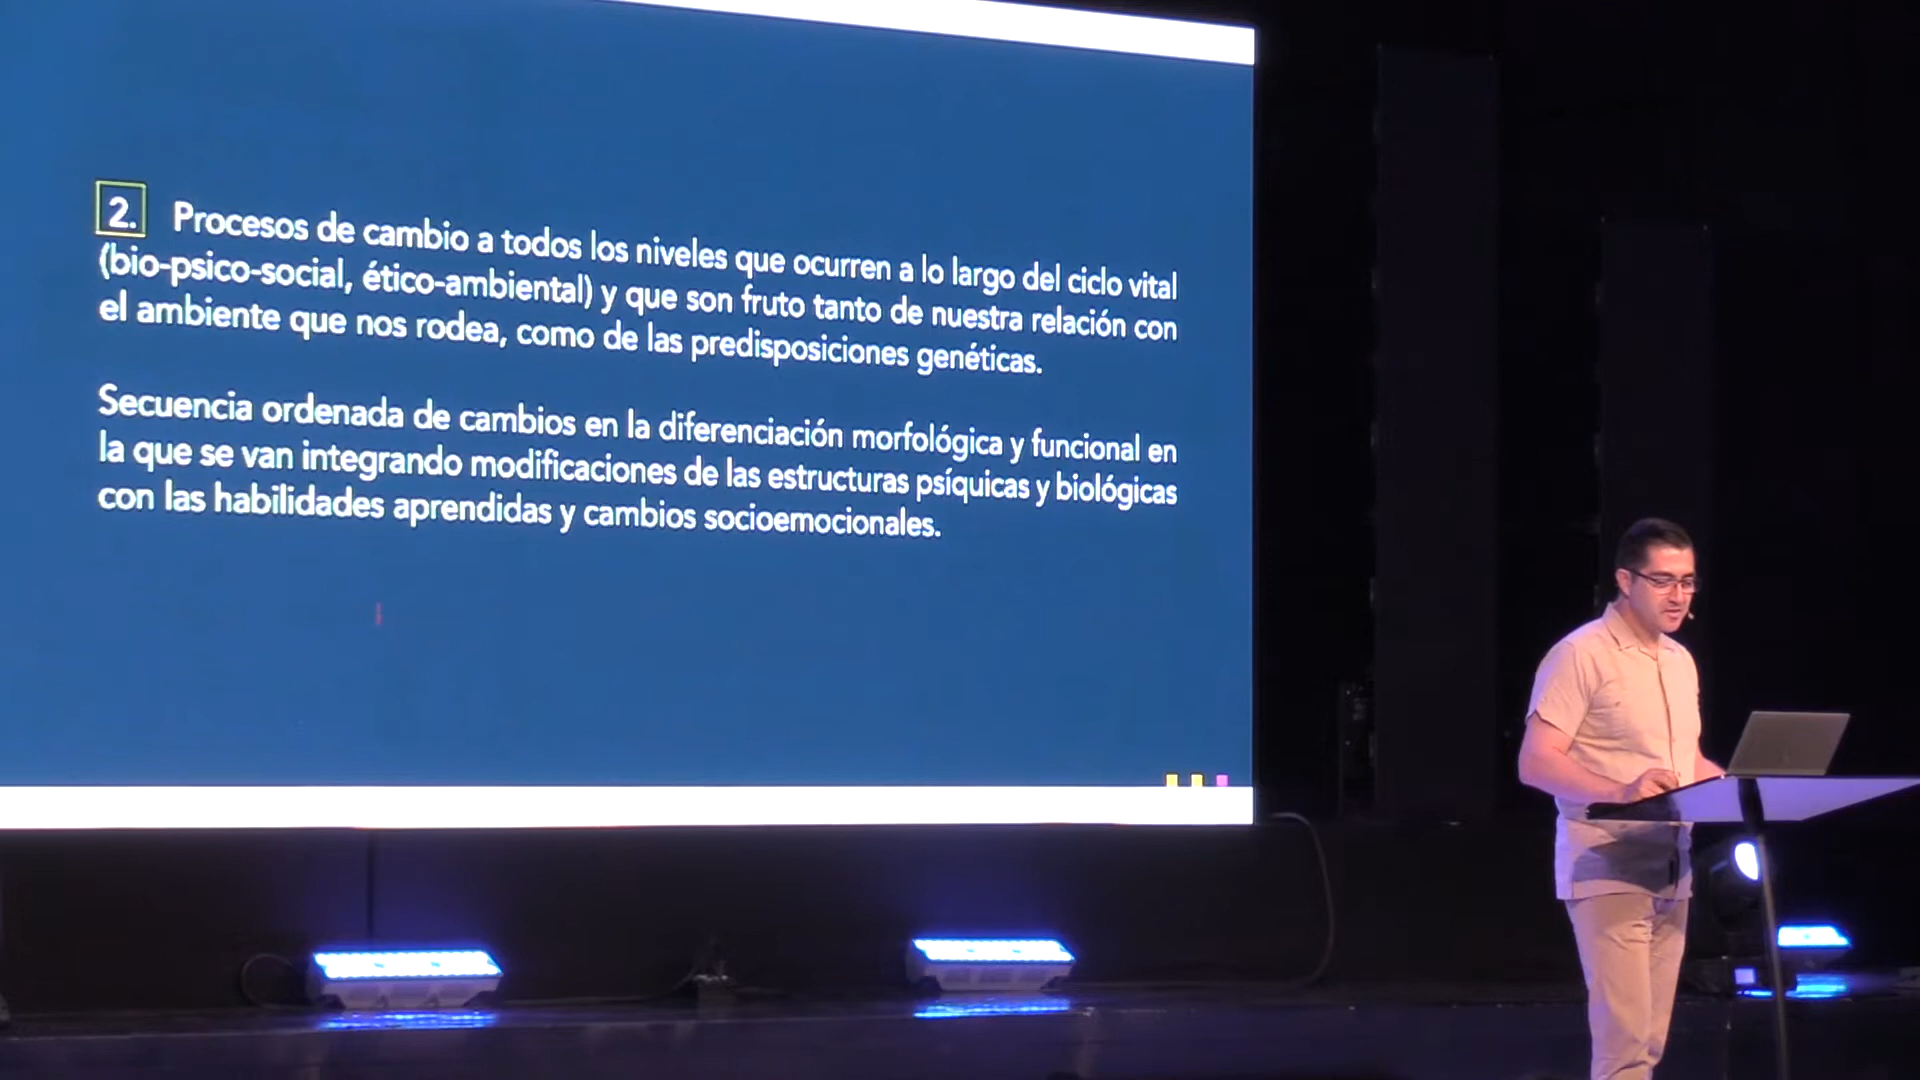 2. Procesos de cambio a todos los niveles que ocurren a lo largo del ciclo vital
(bio-psico-social, ético-ambiental) y que son fruto tanto de nuestra relación con
el ambiente que nos rodea, como de las predisposiciones genéticas.
Secuencia ordenada de cambios en la diferenciación morfológica y funcional en
la que se van integrando modificaciones de las estructuras psíquicas y biológicas
con las habilidades aprendidas y cambios socioemocionales.